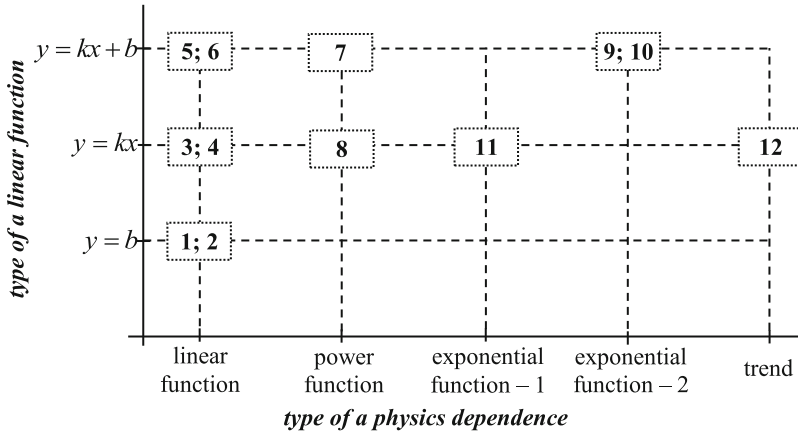 type of a linear function
y = kx + b
5; 6
7
9; 10
y = kx
3; 4
8
11
12
y = b
1; 2
linear
function
power
function
exponential
function – 1
exponential
function – 2
trend
type of a physics dependence